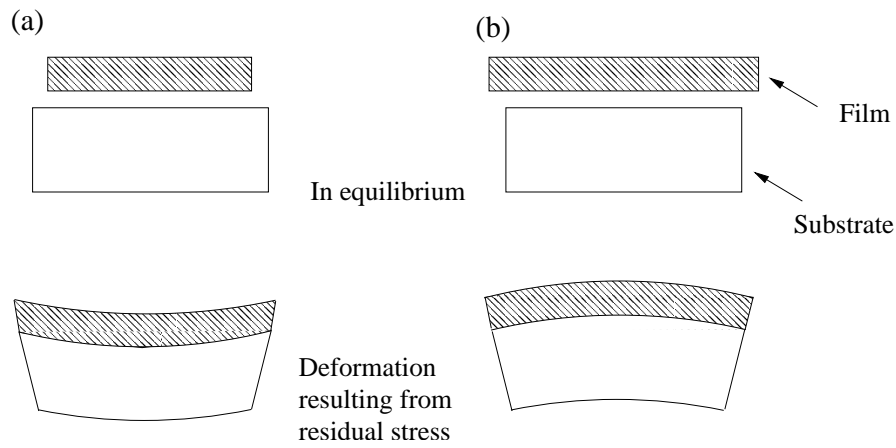 (a)
(b)
Film
In equilibrium
Substrate
Deformation
resulting from
residual stress